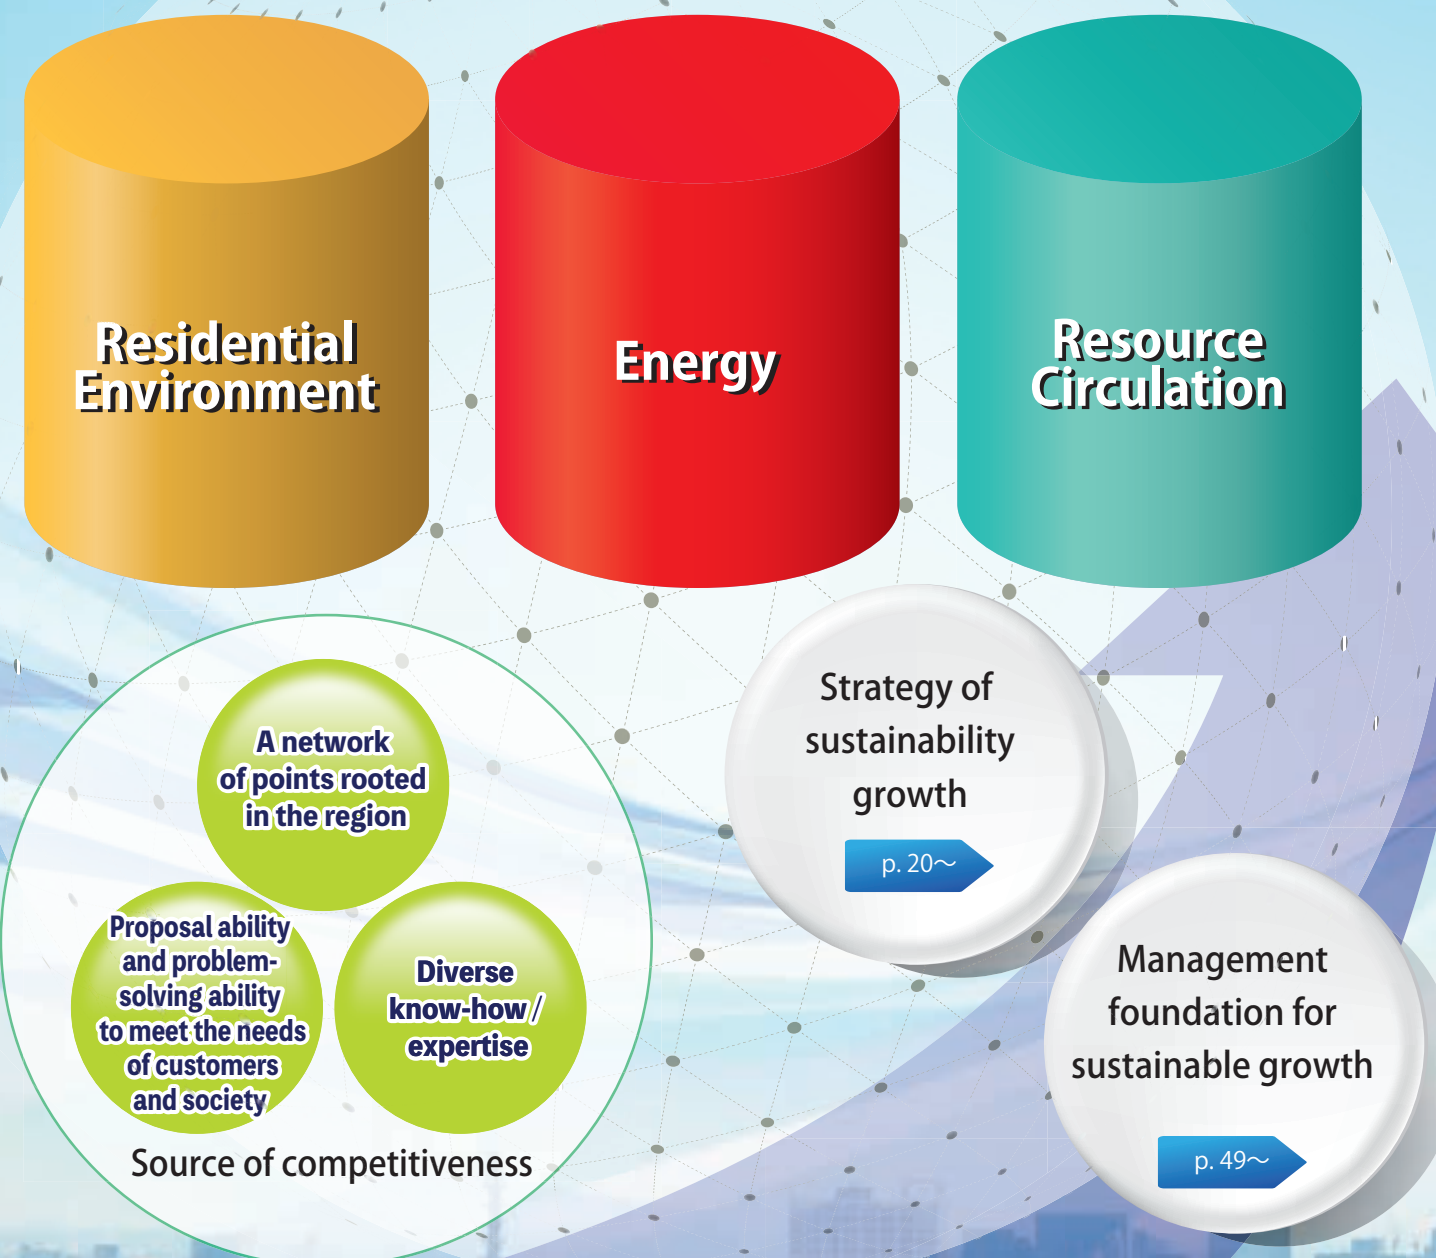 Residential
Environment
Energy
Resource
Circulation
A network
of points rooted
in the region
Proposal ability
and problem-
solving ability
to meet the needs
of customers
and society
Diverse
know-how /
expertise
Source of competitiveness
Strategy of
sustainability
growth
p. 20～
Management
foundation for
sustainable growth
p. 49～